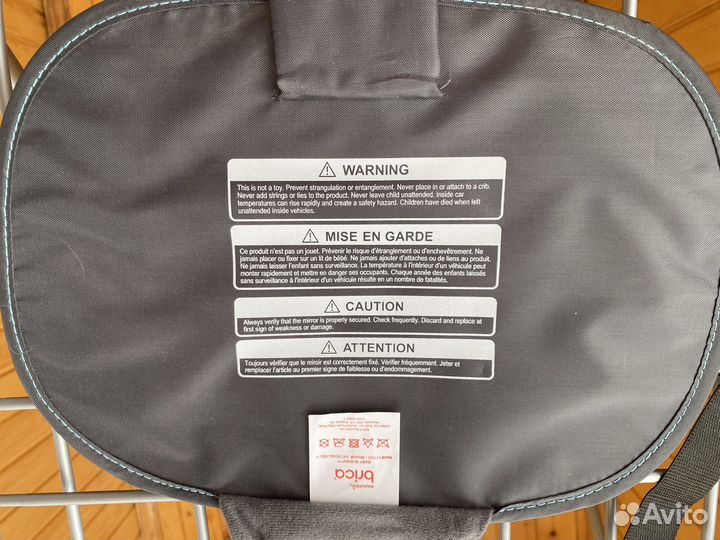 WARNING
This is not a toy. Prevent strangulation or entanglement. Never place in or attach to a crib.
Never add strings or ties to the product. Never leave child unattended. Inside car
temperatures can rise rapidly and create a safety hazard. Children have died when left
unattended inside vehicles.
MISE EN GARDE
Ce produit n'est pas un jouet. Prévenir le risque d'étranglement ou d'enchevêtrement. Ne
jamais placer ou fixer sur un lit de bébé. Ne jamais ajouter d'attaches ou de liens au produit.
Ne jamais laisser l'enfant sans surveillance. La température à l'intérieur d'un véhicule peut
monter rapidement et mettre en danger ses occupants. Chaque année des enfants laissés
sans surveillance à l'intérieur d'un véhicule résulte en un nombre de fatalités.
CAUTION
Always verify that the mirror is properly secured. Check frequently. Discard and replace at
first sign of weakness or damage.
ATTENTION
Toujours vérifier que le miroir est correctement fixé. Vérifier fréquemment. Jeter et
remplacer l'article au premier signe de faiblesse ou d'endommagement.
munchkin
brica
BABY IN-SIGHT™
Avito